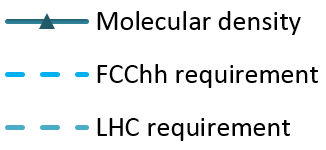 Molecular density
FCChh requirement
LHC requirement